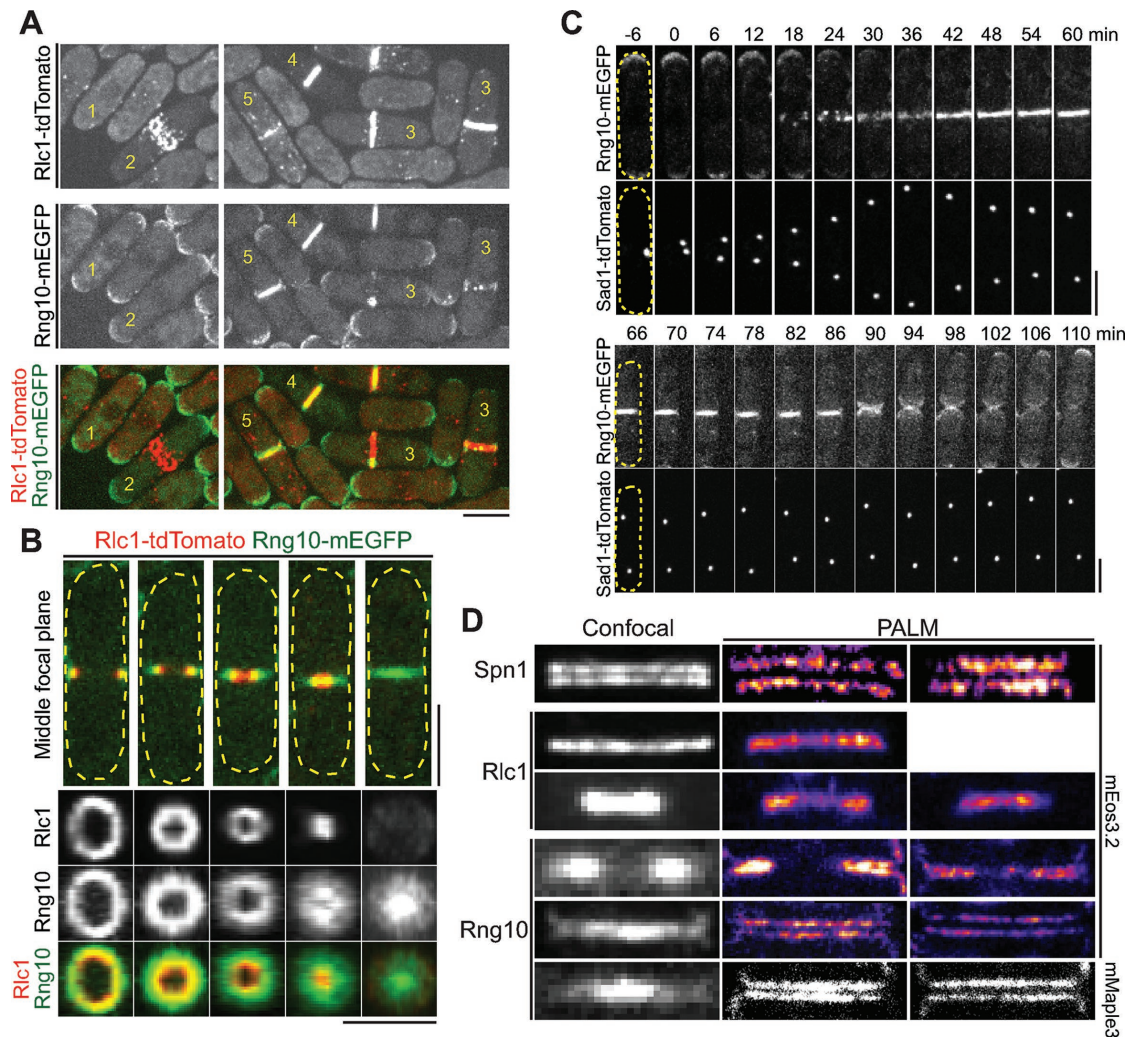 A
Rlc1-tdTomato
1
2
4
5
3
3
Rng10-mEGFP
1
2
4
5
3
3
Rlc1-tdTomato
Rng10-mEGFP
1
2
4
5
3
3
B
Rlc1-tdTomato Rng10-mEGFP
Middle focal plane
Rlc1
Rng10
Rlc1
Rng10
C
-6 0 6 12 18 24 30 36 42 48 54 60 min
Rng10-mEGFP
Sad1-tdTomato
66 70 74 78 82 86 90 94 98 102 106 110 min
Rng10-mEGFP
Sad1-tdTomato
D
Confocal PALM
Spn1
Rlc1
Rng10
mEos3.2
mMaple3